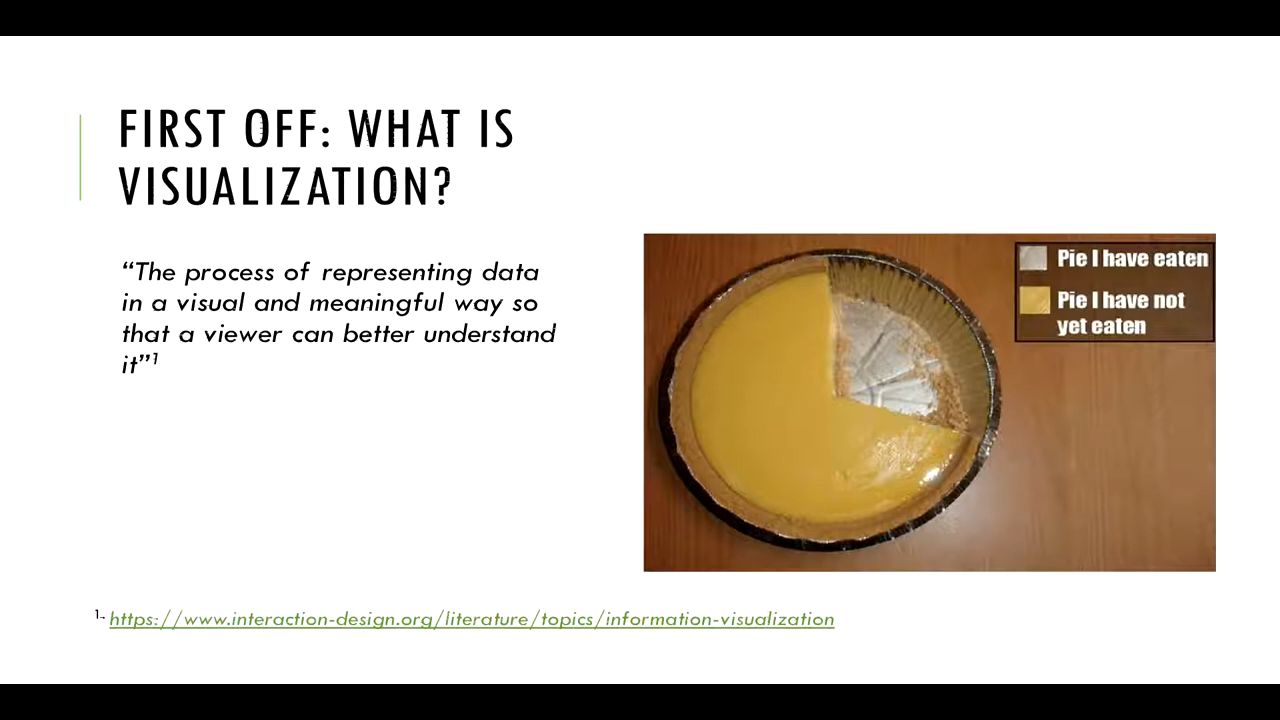 FIRST OFF: WHAT IS
VISUALIZATION?
“The process of representing data
in a visual and meaningful way so
that a viewer can better understand
it”¹
Pie I have eaten
Pie I have not
yet eaten
¹- https://www.interaction-design.org/literature/topics/information-visualization